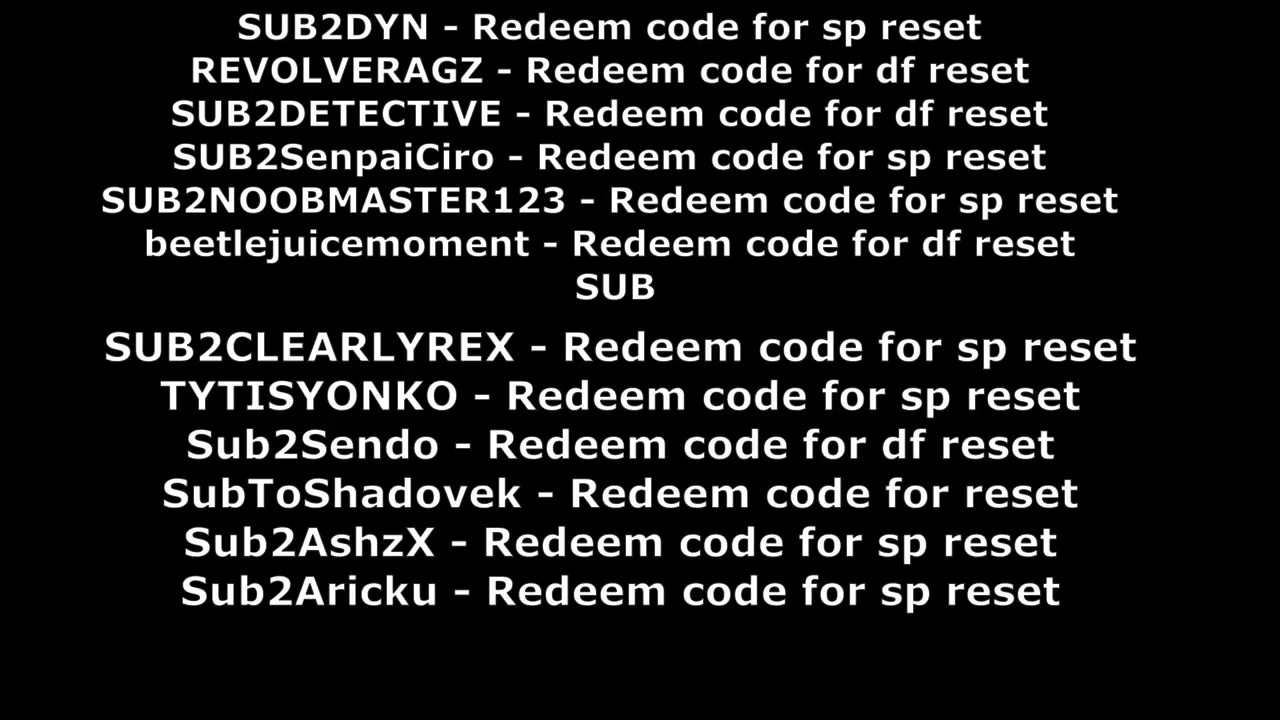 SUB2DYN - Redeem code for sp reset
REVOLVERAGZ - Redeem code for df reset
SUB2DETECTIVE - Redeem code for df reset
SUB2SenpaiCiro - Redeem code for sp reset
SUB2NOOBMASTER123 - Redeem code for sp reset
beetlejuicemoment - Redeem code for df reset
SUB
SUB2CLEARLYREX - Redeem code for sp reset
TYTISYONKO - Redeem code for sp reset
Sub2Sendo - Redeem code for df reset
SubToShadovek - Redeem code for reset
Sub2AshzX - Redeem code for sp reset
Sub2Aricku - Redeem code for sp reset